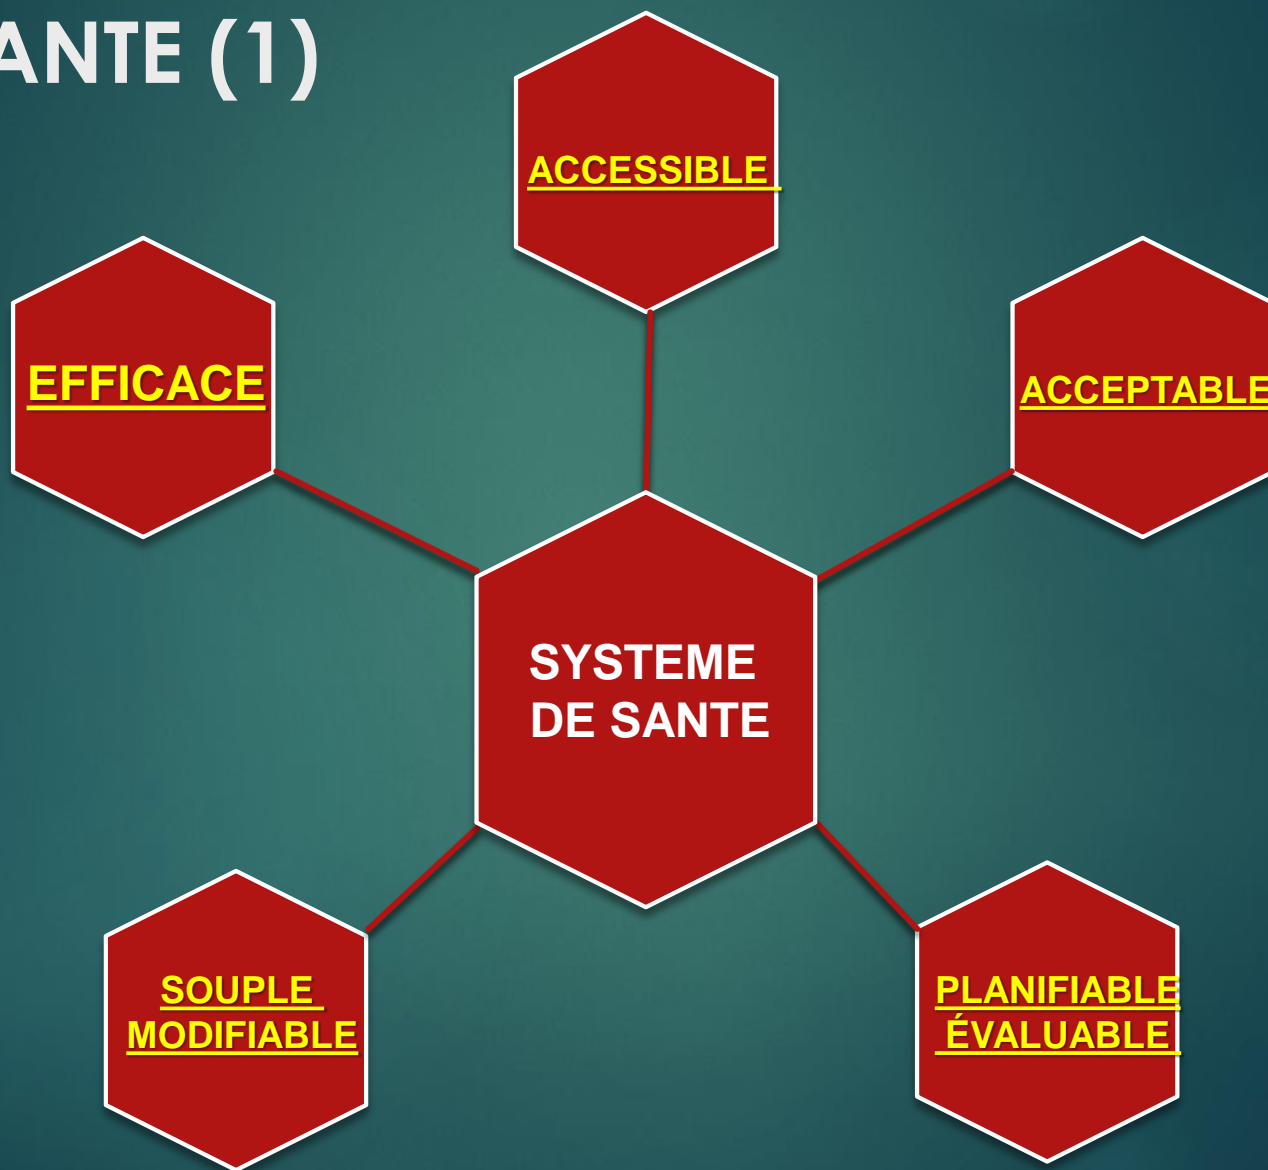 ANTE (1)
ACCESSIBLE
EFFICACE
ACCEPTABLE
SYSTEME
DE SANTE
SOUPLE
MODIFIABLE
PLANIFIABLE
ÉVALUABLE